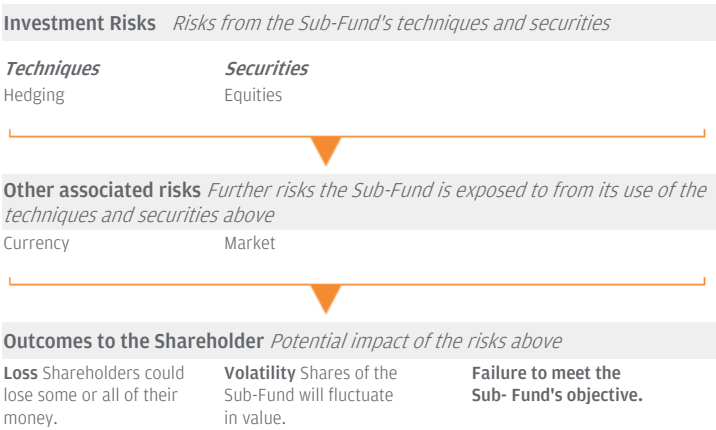 Investment Risks Risks from the Sub-Fund's techniques and securities
Techniques Securities
Hedging Equities
Other associated risks Further risks the Sub-Fund is exposed to from its use of the
techniques and securities above
Currency Market
Outcomes to the Shareholder Potential impact of the risks above
Loss Shareholders could
lose some or all of their
money.
Volatility Shares of the
Sub-Fund will fluctuate
in value.
Failure to meet the
Sub- Fund's objective.